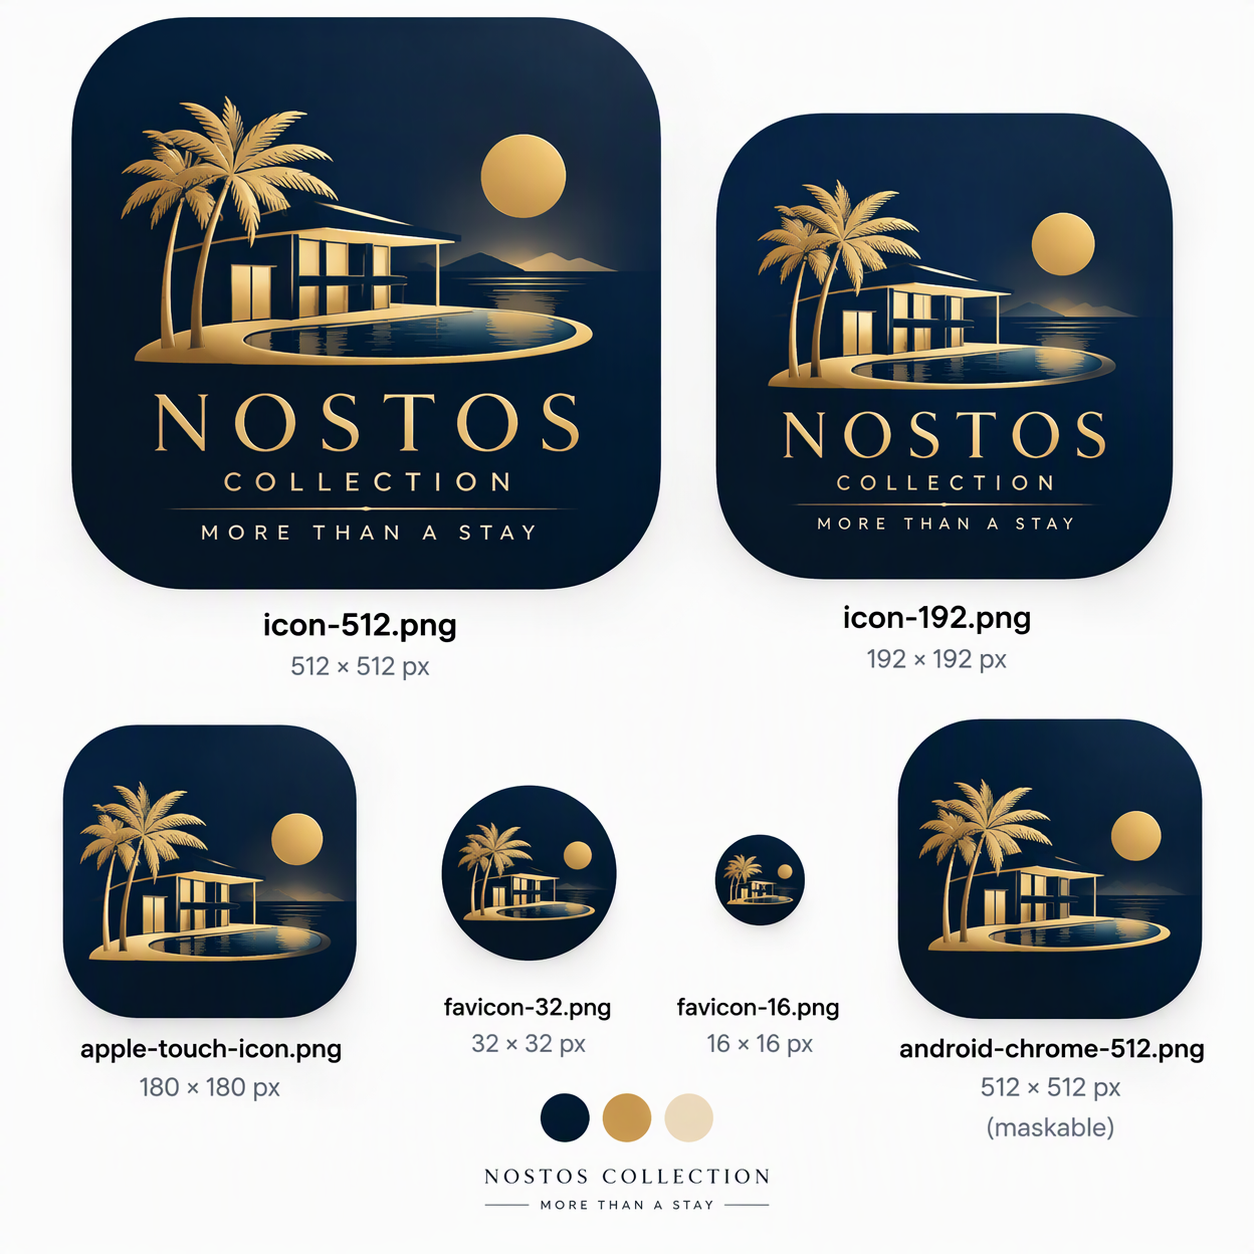 NOSTOS
COLLECTION
MORE THAN A STAY
icon-512.png
512 × 512 px
NOSTOS
COLLECTION
MORE THAN A STAY
icon-192.png
192 × 192 px
apple-touch-icon.png
180 × 180 px
favicon-32.png
32 × 32 px
favicon-16.png
16 × 16 px
android-chrome-512.png
512 × 512 px
(maskable)
NOSTOS COLLECTION
MORE THAN A STAY